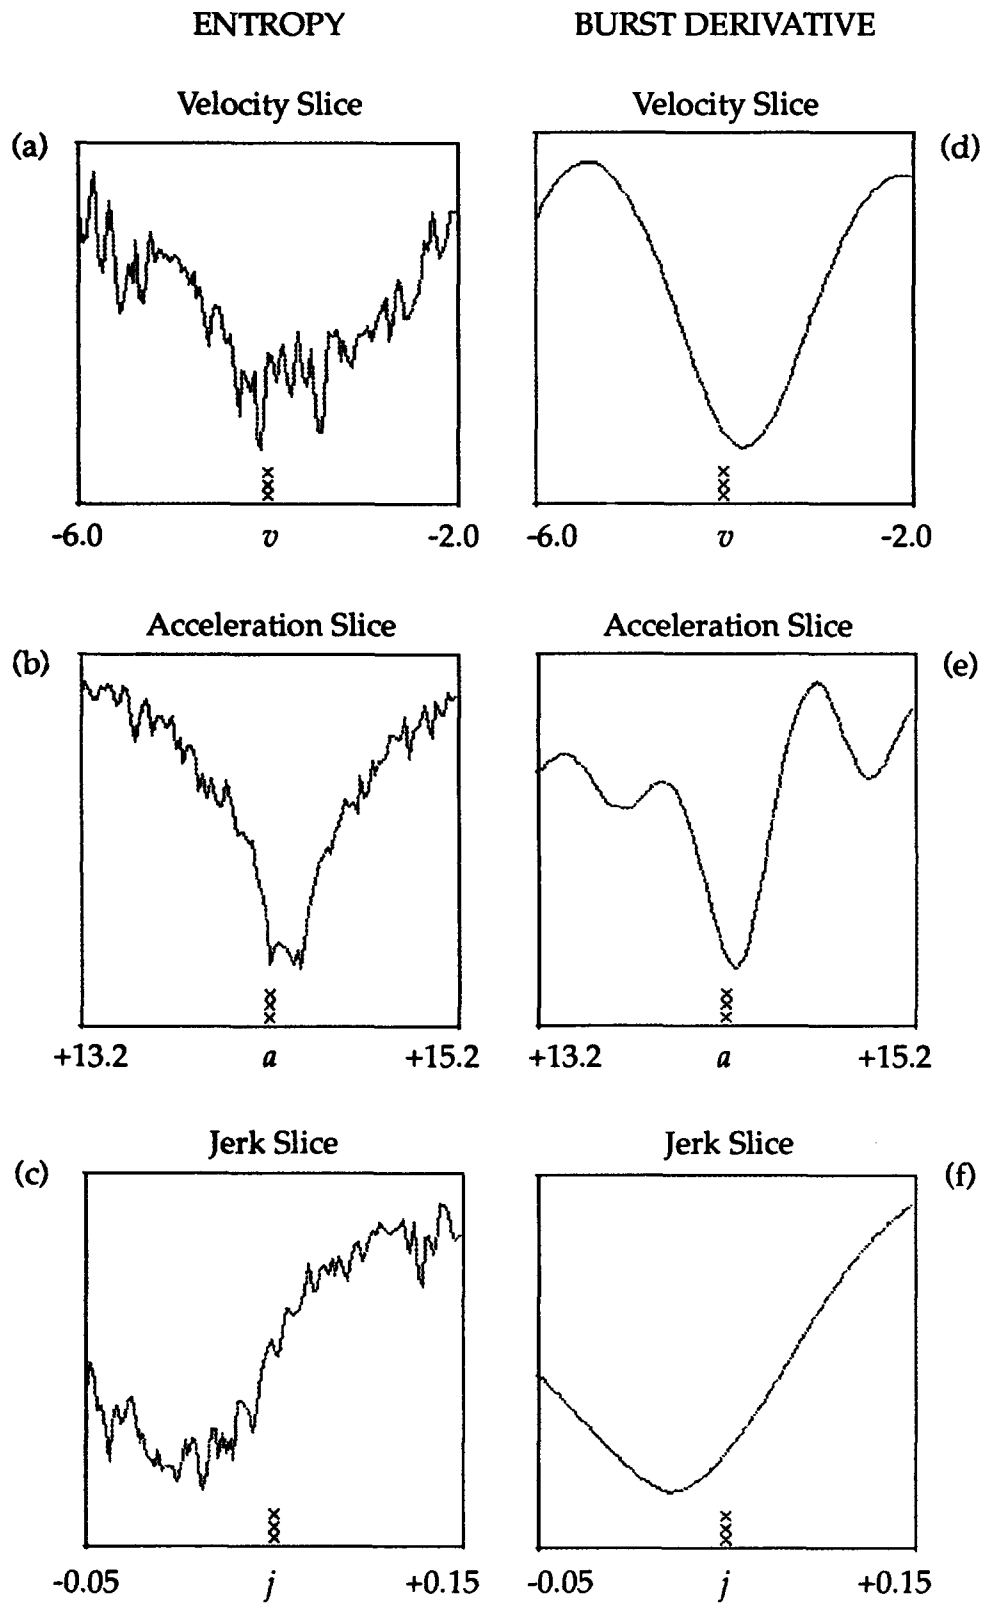 ENTROPY BURST DERIVATIVE
Velocity Slice Velocity Slice
(a) (d)
×
×
×
×
×
×
-6.0 v -2.0 -6.0 v -2.0
Acceleration Slice Acceleration Slice
(b) (e)
×
×
×
×
×
×
+13.2 a +15.2 +13.2 a +15.2
Jerk Slice Jerk Slice
(c) (f)
×
×
×
×
×
×
-0.05 j +0.15 -0.05 j +0.15